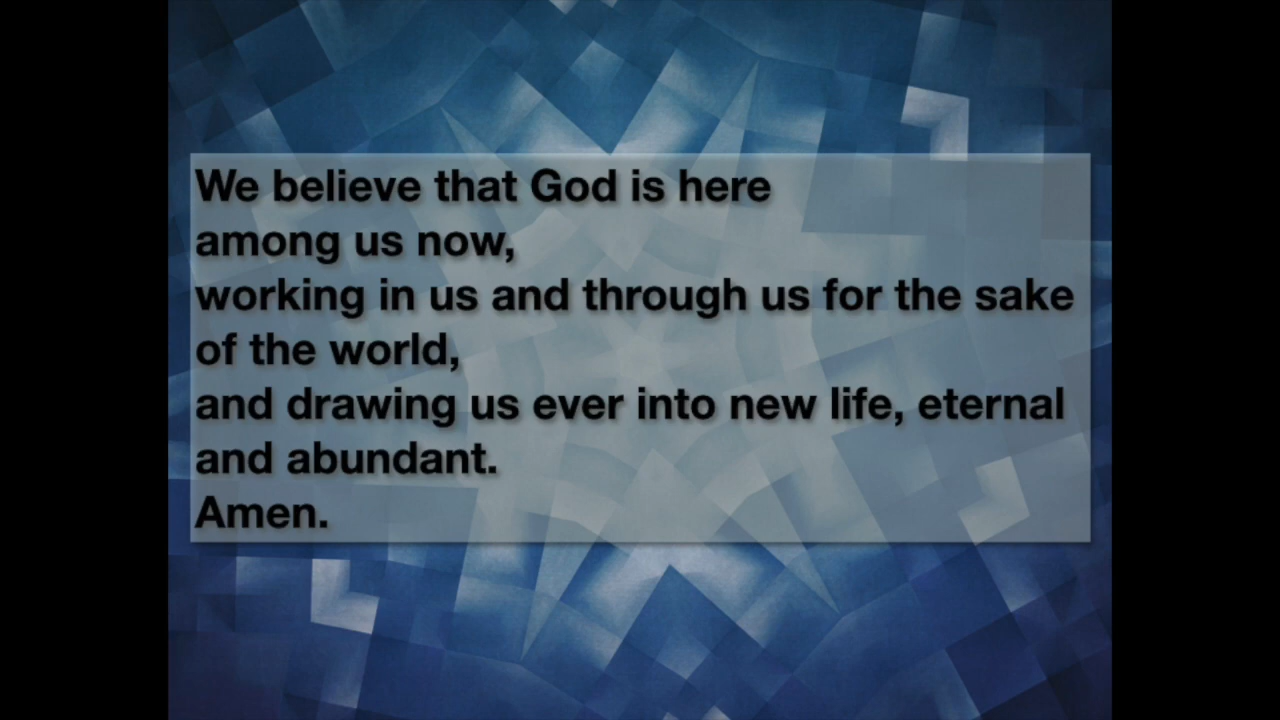 We believe that God is here
among us now,
working in us and through us for the sake
of the world,
and drawing us ever into new life, eternal
and abundant.
Amen.